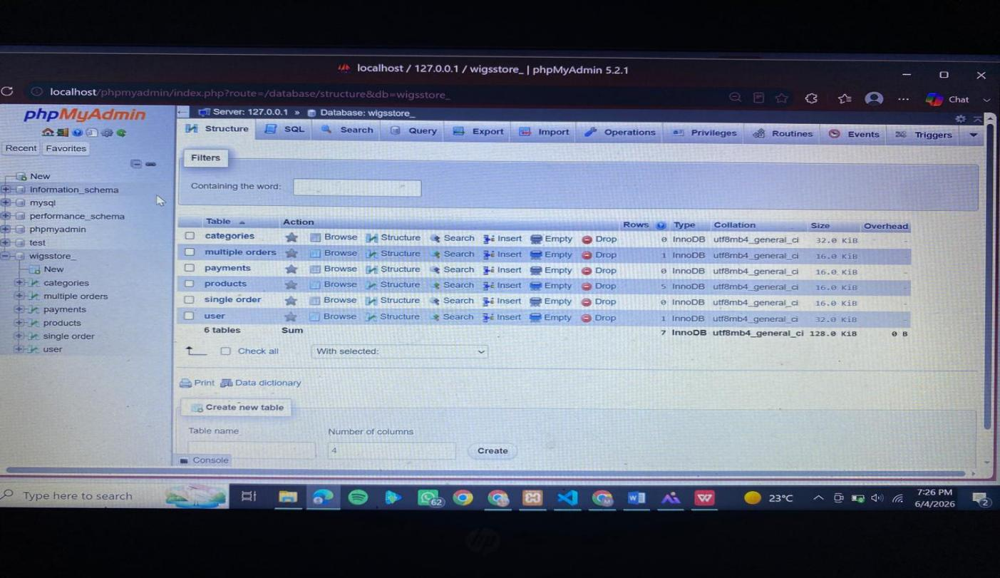 localhost / 127.0.0.1 / wigsstore_ | phpMyAdmin 5.2.1
localhost/phpmyadmin/index.php?route=/database/structure&db=wigsstore_
Chat
phpMyAdmin
Recent Favorites
New
information_schema
mysql
performance_schema
phpmyadmin
test
wigsstore_
New
categories
multiple orders
payments
products
single order
user
Server: 127.0.0.1 » Database: wigsstore_
Structure SQL Search Query Export Import Operations Privileges Routines Events Triggers
Filters
Containing the word:
Table Action Rows Type Collation Size Overhead
categories Browse Structure Search Insert Empty Drop 0 InnoDB utf8mb4_general_ci 32.0 KiB -
multiple orders Browse Structure Search Insert Empty Drop 1 InnoDB utf8mb4_general_ci 16.0 KiB -
payments Browse Structure Search Insert Empty Drop 0 InnoDB utf8mb4_general_ci 16.0 KiB -
products Browse Structure Search Insert Empty Drop 5 InnoDB utf8mb4_general_ci 16.0 KiB -
single order Browse Structure Search Insert Empty Drop 0 InnoDB utf8mb4_general_ci 16.0 KiB -
user Browse Structure Search Insert Empty Drop 1 InnoDB utf8mb4_general_ci 32.0 KiB -
6 tables Sum 7 InnoDB utf8mb4_general_ci 128.0 KiB 0 B
Check all With selected:
Print Data dictionary
Create new table
Table name Number of columns
4 Create
Console
Type here to search
62
23°C
7:26 PM
6/4/2026
2
hp